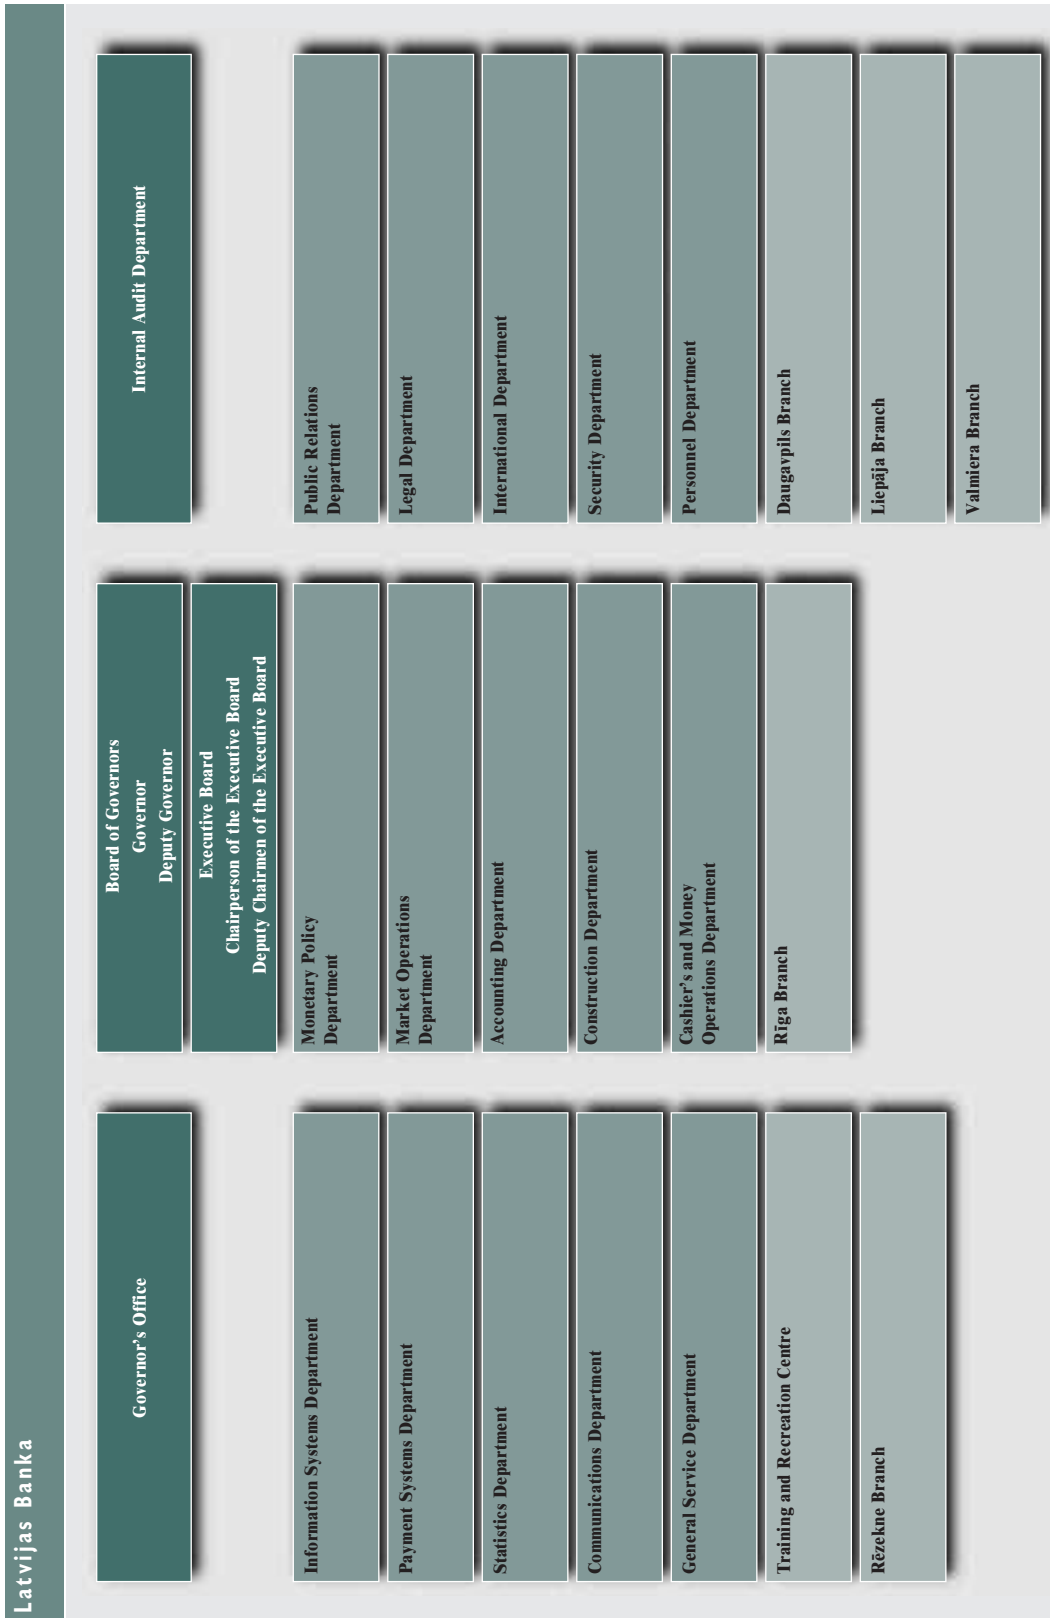 Latvijas Banka
Governor's Office
Board of Governors
Governor
Deputy Governor
Internal Audit Department
Executive Board
Chairperson of the Executive Board
Deputy Chairmen of the Executive Board
Information Systems Department
Monetary Policy
Department
Public Relations
Department
Payment Systems Department
Market Operations
Department
Legal Department
Statistics Department
Accounting Department
International Department
Communications Department
Construction Department
Security Department
General Service Department
Cashier's and Money
Operations Department
Personnel Department
Training and Recreation Centre
Rīga Branch
Daugavpils Branch
Rēzekne Branch
Liepāja Branch
Valmiera Branch